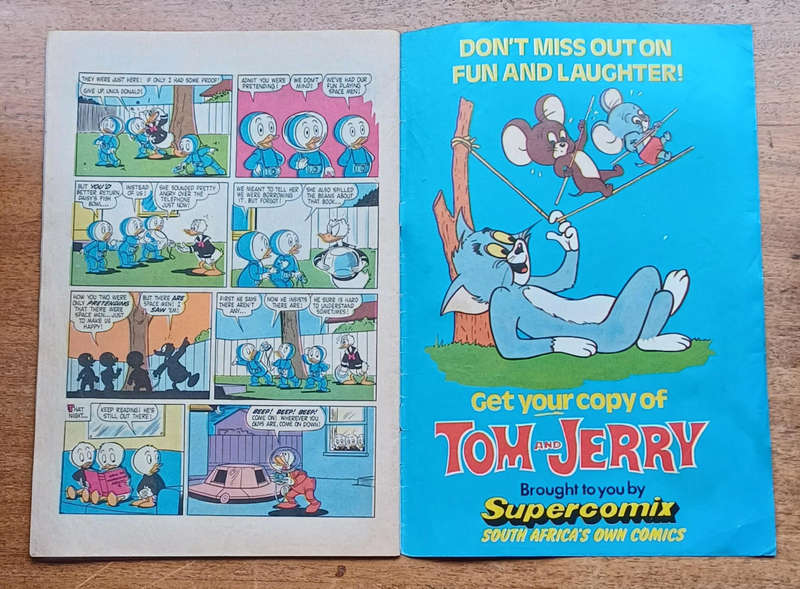 THEY WERE JUST HERE! IF ONLY I HAD SOME PROOF!
GIVE UP, UNCA DONALD!
ADMIT YOU WERE
PRETENDING!
WE DON'T
MIND!
WE'VE HAD OUR
FUN PLAYING
SPACE MEN!
BUT YOU'D
BETTER RETURN
DAISY'S FISH
BOWL...
INSTEAD
OF US!
SHE SOUNDED PRETTY
ANGRY OVER THE
TELEPHONE
JUST NOW!
WE MEANT TO TELL HER
WE WERE BORROWING
IT, BUT FORGOT!
SHE ALSO SPILLED
THE BEANS ABOUT
THAT BOOK...
HOW YOU TWO WERE
ONLY PRETENDING
THAT THERE WERE
SPACE MEN... JUST
TO MAKE US
HAPPY!
BUT THERE ARE
SPACE MEN! I
SAW 'EM!
FIRST HE SAYS
THERE AREN'T
ANY...
NOW HE INSISTS
THERE ARE!
HE SURE IS HARD
TO UNDERSTAND
SOMETIMES!
THAT
NIGHT...
KEEP READING! HE'S
STILL OUT THERE!
BEEP! BEEP! BEEP!
COME ON! WHEREVER YOU
GUYS ARE, COME ON DOWN!
DON'T MISS OUT ON
FUN AND LAUGHTER!
Get your copy of
TOM AND JERRY
Brought to you by
Supercomix
SOUTH AFRICA'S OWN COMICS